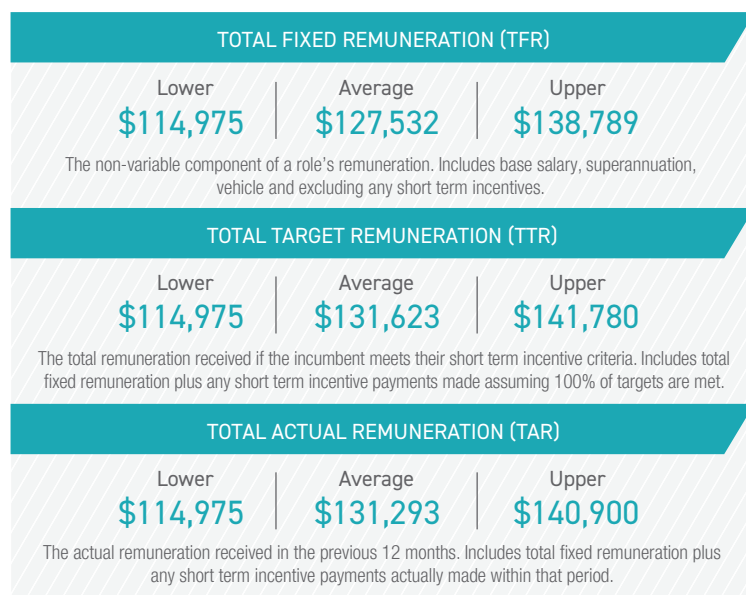 TOTAL FIXED REMUNERATION (TFR)
Lower Average Upper
$114,975 $127,532 $138,789
The non-variable component of a role's remuneration. Includes base salary, superannuation,
vehicle and excluding any short term incentives.
TOTAL TARGET REMUNERATION (TTR)
Lower Average Upper
$114,975 $131,623 $141,780
The total remuneration received if the incumbent meets their short term incentive criteria. Includes total
fixed remuneration plus any short term incentive payments made assuming 100% of targets are met.
TOTAL ACTUAL REMUNERATION (TAR)
Lower Average Upper
$114,975 $131,293 $140,900
The actual remuneration received in the previous 12 months. Includes total fixed remuneration plus
any short term incentive payments actually made within that period.